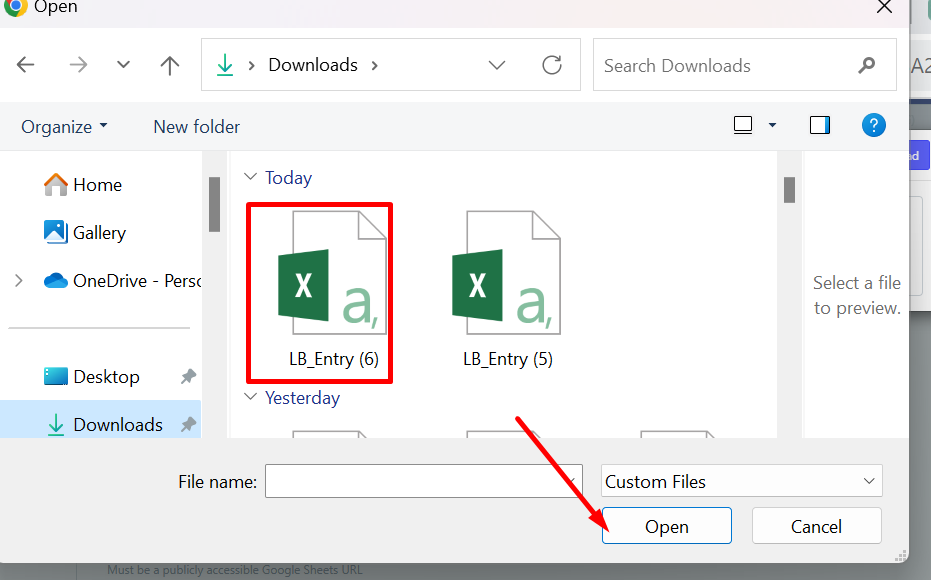 Open
Downloads
Search Downloads
A2
Organize
New folder
?
d
Home
Gallery
OneDrive - Perso
Desktop
Downloads
Today
X a,
X a,
LB_Entry (6)
LB_Entry (5)
Yesterday
Select a file
to preview.
File name:
Custom Files
Open
Cancel
Must be a publicly accessible Google Sheets URL